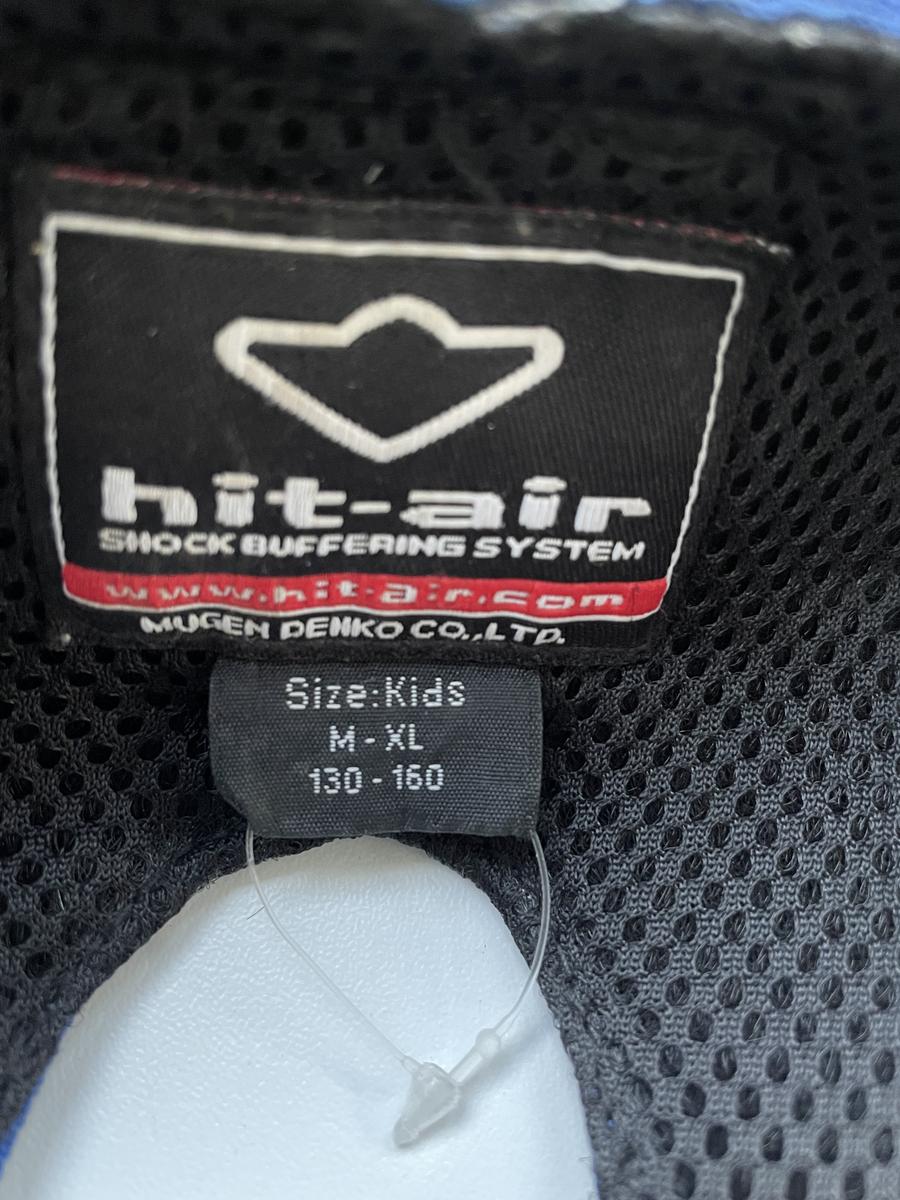 hit-air
SHOCK BUFFERING SYSTEM
www.hit-air.com
MUGEN DENKO CO.,LTD.
Size:Kids
M - XL
130 - 160